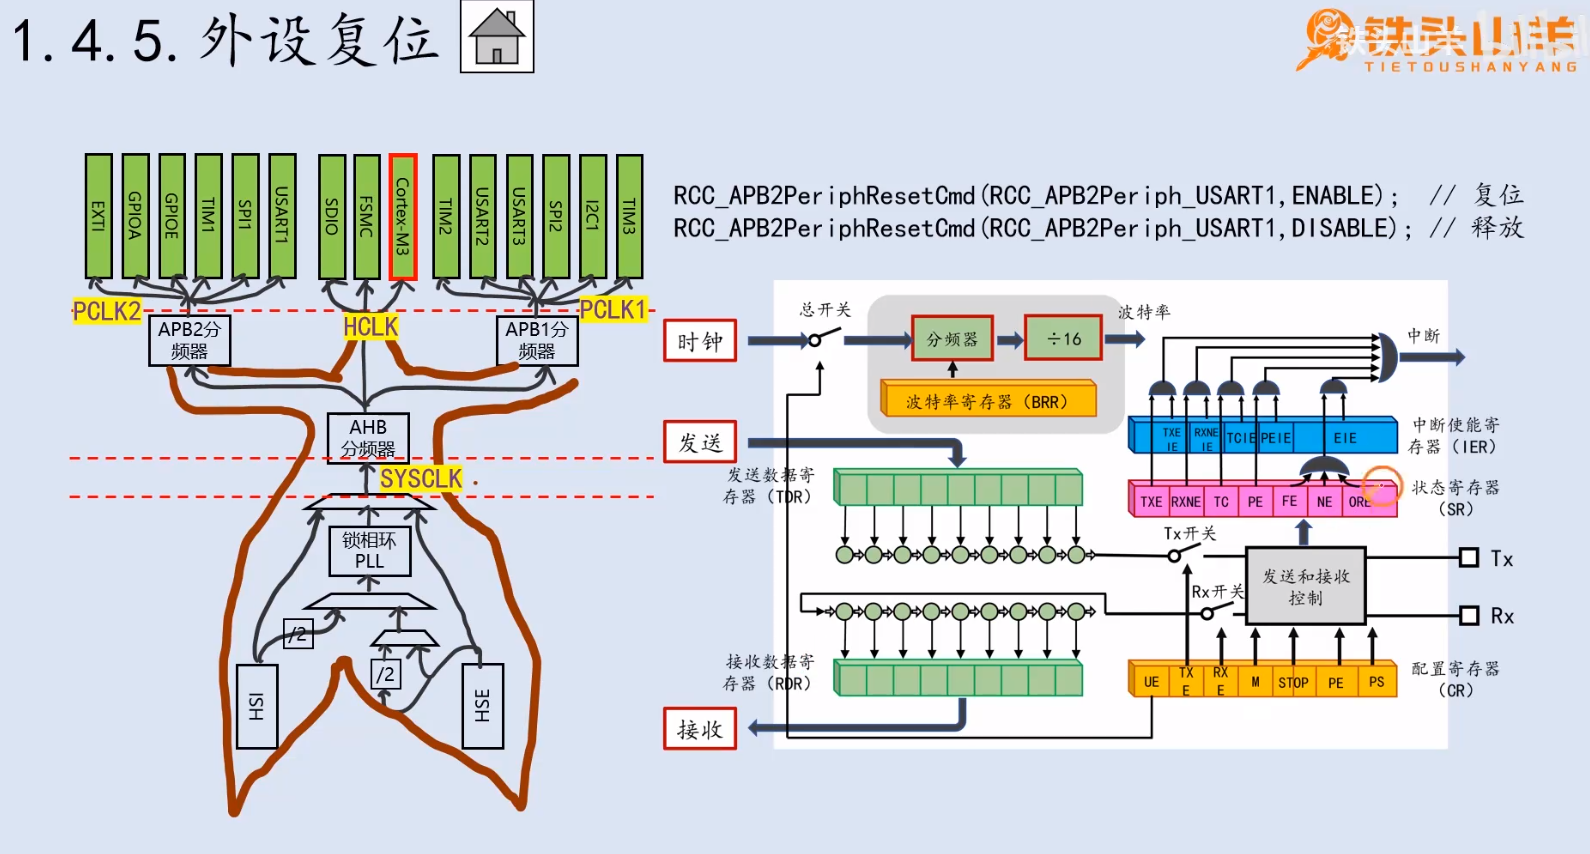 1.4.5.外设复位
铁头山羊
TIETOUSHANYANG
RCC_APB2PeriphResetCmd(RCC_APB2Periph_USART1,ENABLE); // 复位
RCC_APB2PeriphResetCmd(RCC_APB2Periph_USART1,DISABLE); // 释放
EXTI
GPIOA
GPIOE
TIM1
SPI1
USART1
SDIO
FSMC
Cortex-M3
TIM2
USART2
USART3
SPI2
I2C1
TIM3
PCLK2
HCLK
PCLK1
APB2分
频器
APB1分
频器
AHB
分频器
SYSCLK
锁相环
PLL
/2
/2
HSI
HSE
时钟
总开关
分频器
÷16
波特率
波特率寄存器（BRR）
中断
发送
TXE
IE
RXNE
IE
TCIE
PEIE
EIE
中断使能寄
存器（IER）
发送数据寄
存器（TDR）
TXE
RXNE
TC
PE
FE
NE
ORE
状态寄存器
（SR）
Tx开关
Tx
发送和接收
控制
Rx开关
Rx
接收数据寄
存器（RDR）
UE
TX
E
RX
E
M
STOP
PE
PS
配置寄存器
（CR）
接收